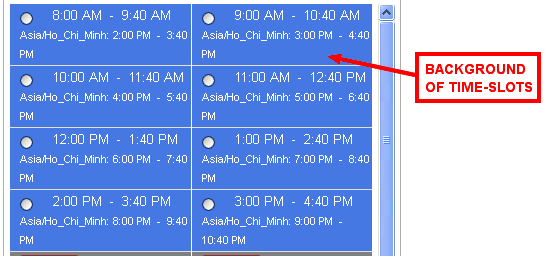 8:00 AM - 9:40 AM
Asia/Ho_Chi_Minh: 2:00 PM - 3:40
PM
9:00 AM - 10:40 AM
Asia/Ho_Chi_Minh: 3:00 PM - 4:40
PM
10:00 AM - 11:40 AM
Asia/Ho_Chi_Minh: 4:00 PM - 5:40
PM
11:00 AM - 12:40 PM
Asia/Ho_Chi_Minh: 5:00 PM - 6:40
PM
12:00 PM - 1:40 PM
Asia/Ho_Chi_Minh: 6:00 PM - 7:40
PM
1:00 PM - 2:40 PM
Asia/Ho_Chi_Minh: 7:00 PM - 8:40
PM
2:00 PM - 3:40 PM
Asia/Ho_Chi_Minh: 8:00 PM - 9:40
PM
3:00 PM - 4:40 PM
Asia/Ho_Chi_Minh: 9:00 PM -
10:40 PM
BACKGROUND
OF TIME-SLOTS